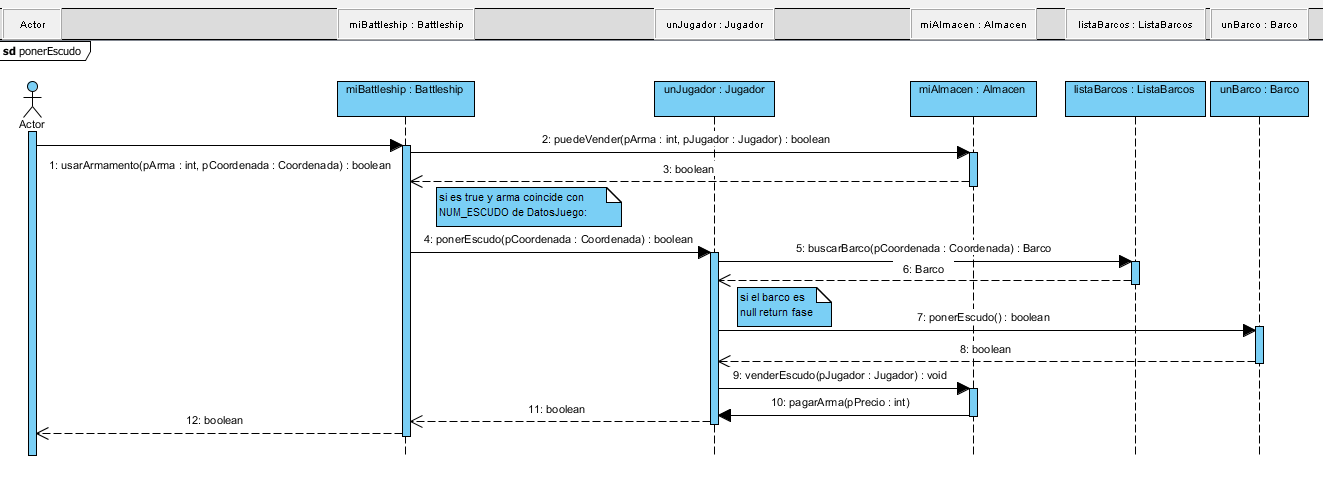 Actor
miBattleship : Battleship
unJugador : Jugador
miAlmacen : Almacen
listaBarcos : ListaBarcos
unBarco : Barco
sd ponerEscudo
miBattleship : Battleship
unJugador : Jugador
miAlmacen : Almacen
listaBarcos : ListaBarcos
unBarco : Barco
Actor
1: usarArmamento(pArma : int, pCoordenada : Coordenada) : boolean
2: puedeVender(pArma : int, pJugador : Jugador) : boolean
3: boolean
si es true y arma coincide con
NUM_ESCUDO de DatosJuego:
4: ponerEscudo(pCoordenada : Coordenada) : boolean
5: buscarBarco(pCoordenada : Coordenada) : Barco
6: Barco
si el barco es
null return fase
7: ponerEscudo() : boolean
8: boolean
9: venderEscudo(pJugador : Jugador) : void
10: pagarArma(pPrecio : int)
11: boolean
12: boolean